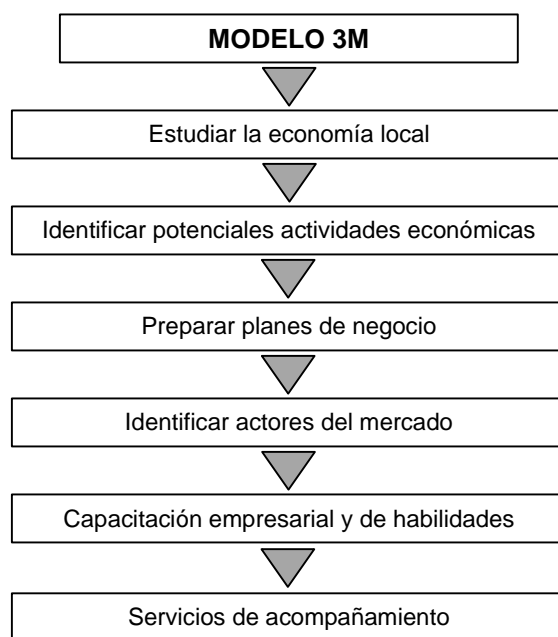 MODELO 3M
Estudiar la economía local
Identificar potenciales actividades económicas
Preparar planes de negocio
Identificar actores del mercado
Capacitación empresarial y de habilidades
Servicios de acompañamiento